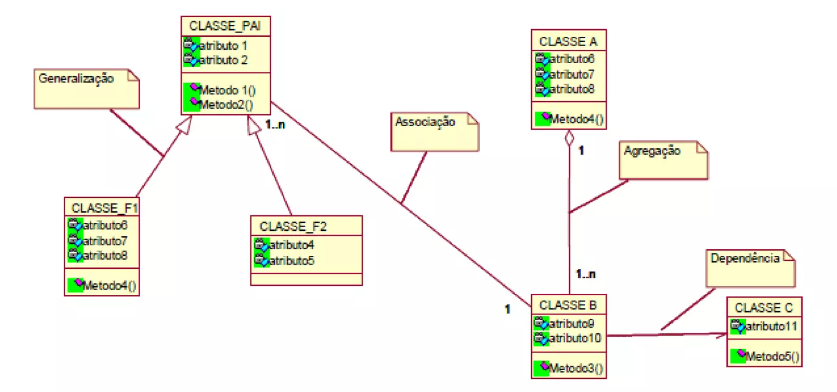 CLASSE_PAI
atributo 1
atributo 2
Metodo 1()
Metodo2()
Generalização
1..n
Associação
CLASSE A
atributo6
atributo7
atributo8
Metodo4()
1
Agregação
CLASSE_F1
atributo6
atributo7
atributo8
Metodo4()
CLASSE_F2
atributo4
atributo5
1..n
1
CLASSE B
atributo9
atributo10
Metodo3()
Dependência
CLASSE C
atributo11
Metodo5()